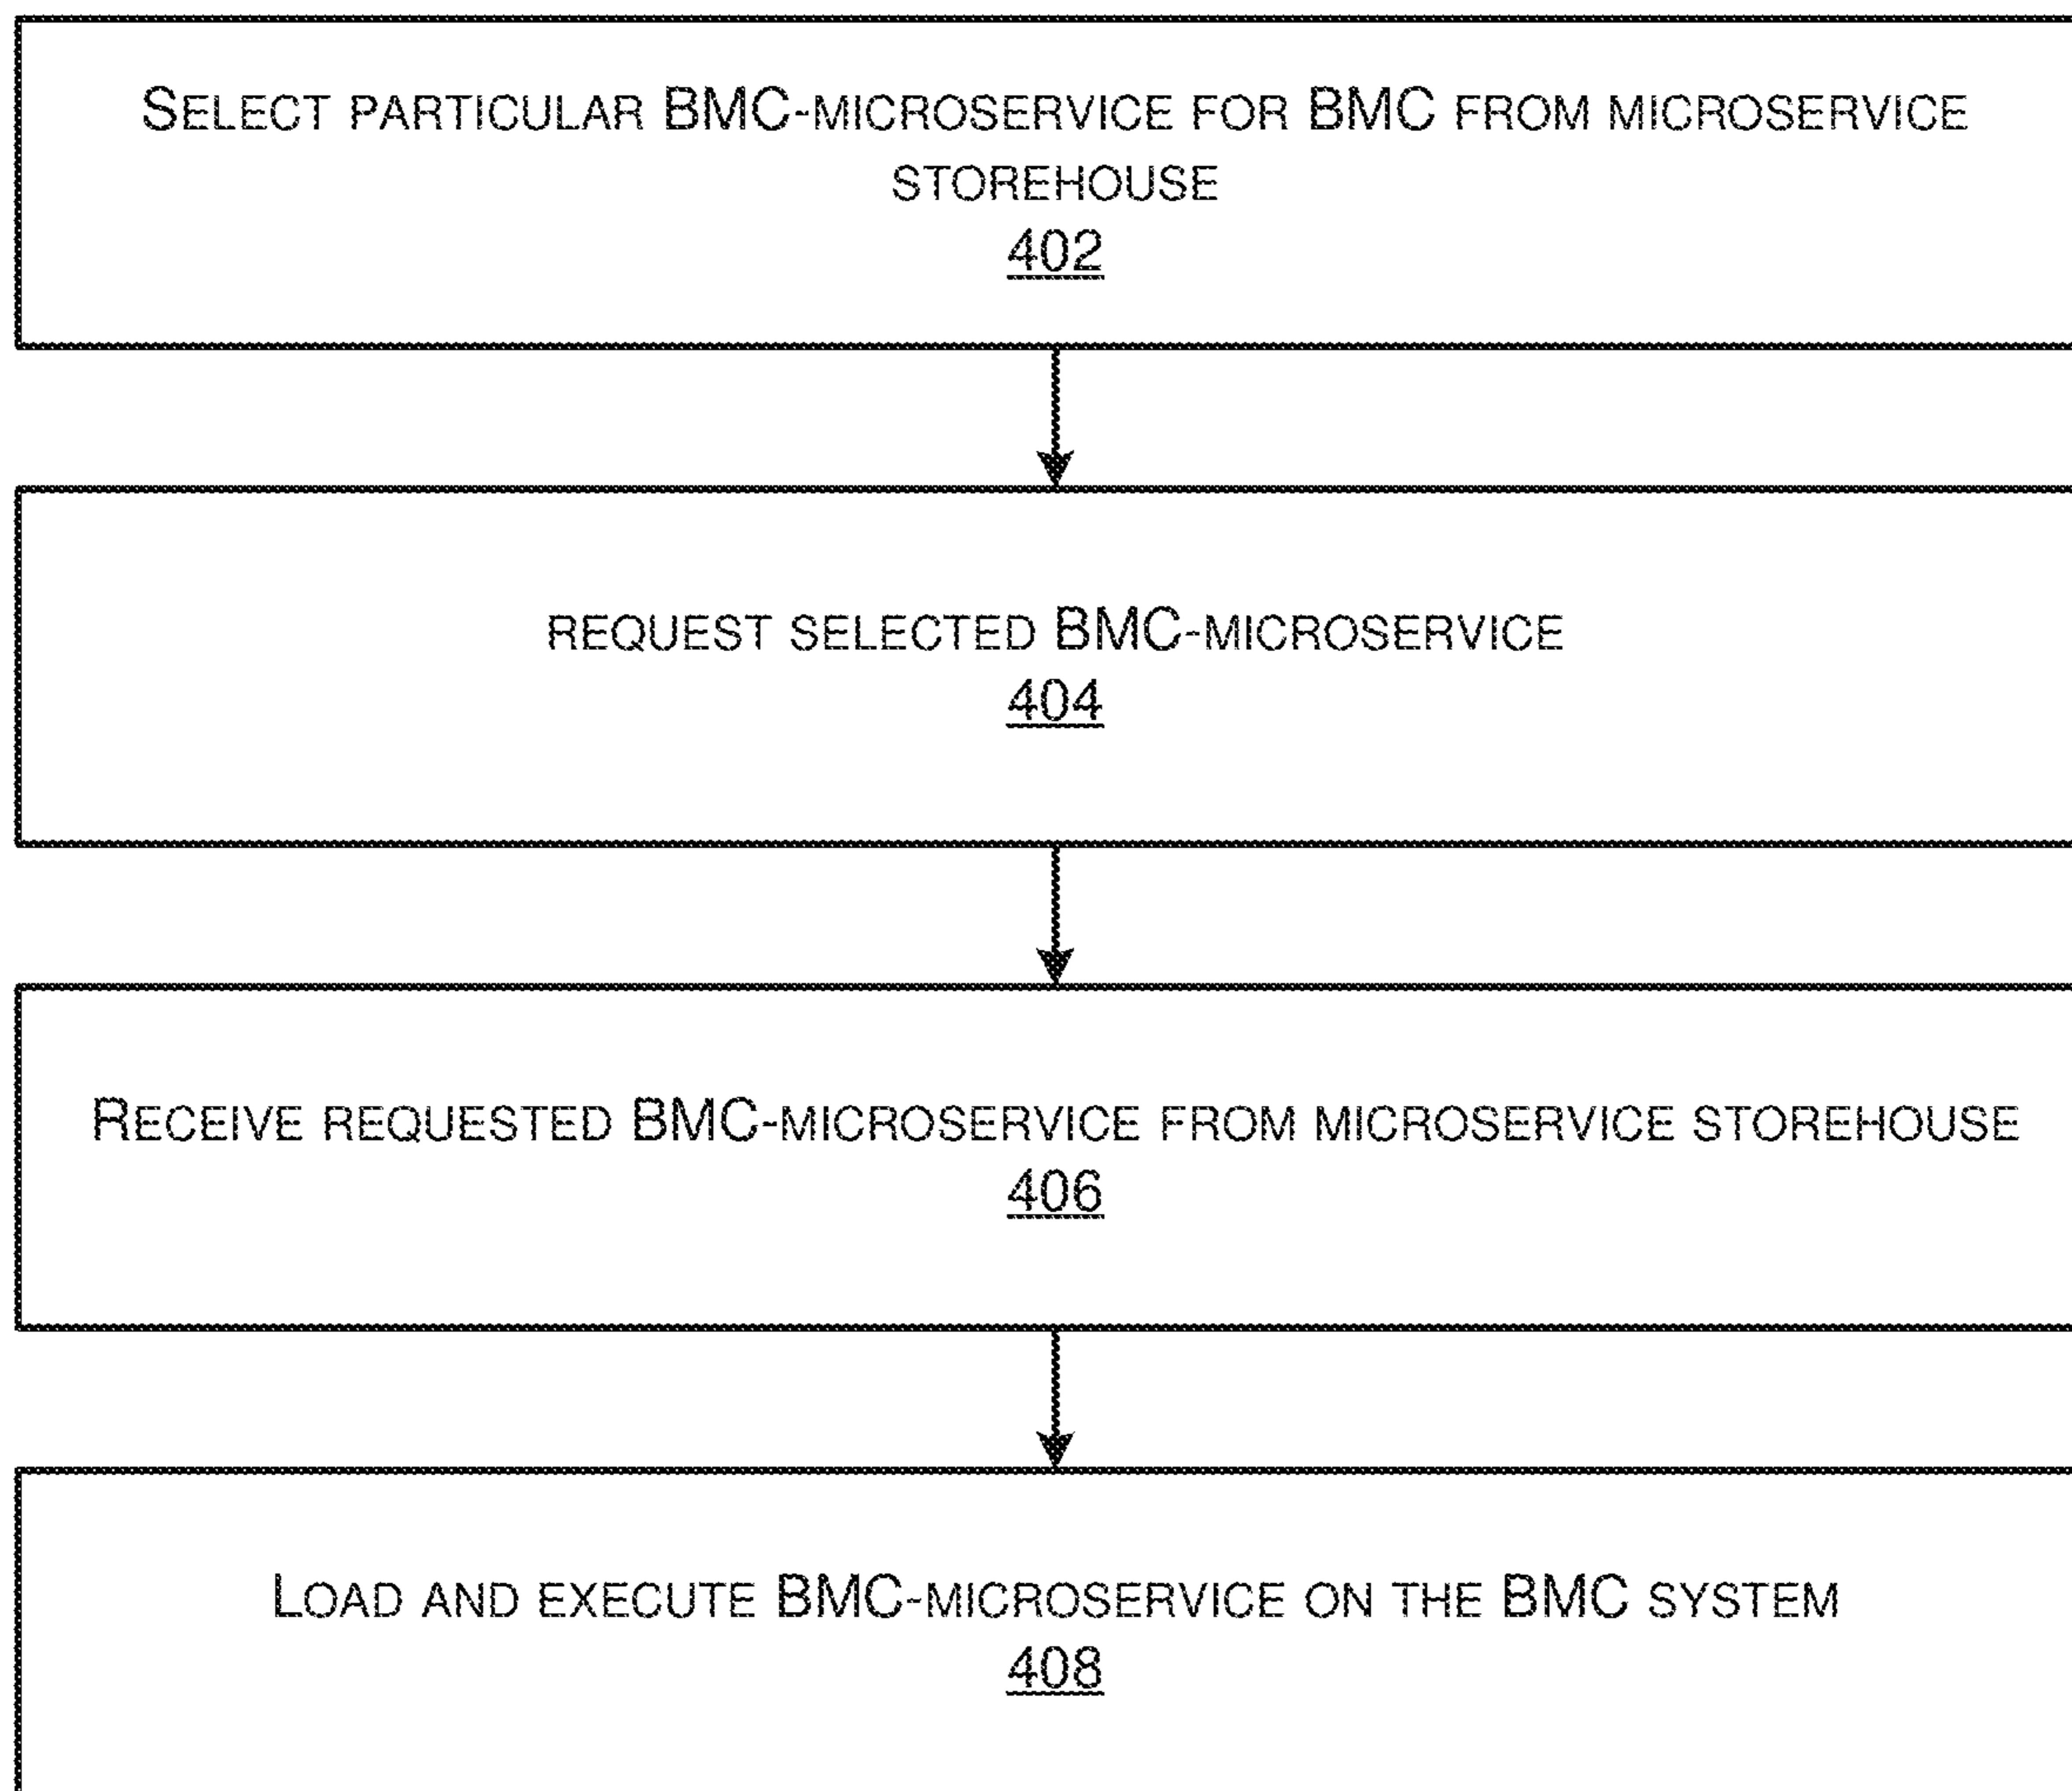 SELECT PARTICULAR BMC-MICROSERVICE FOR BMC FROM MICROSERVICE
STOREHOUSE
402
REQUEST SELECTED BMC-MICROSERVICE
404
RECEIVE REQUESTED BMC-MICROSERVICE FROM MICROSERVICE STOREHOUSE
406
LOAD AND EXECUTE BMC-MICROSERVICE ON THE BMC SYSTEM
408